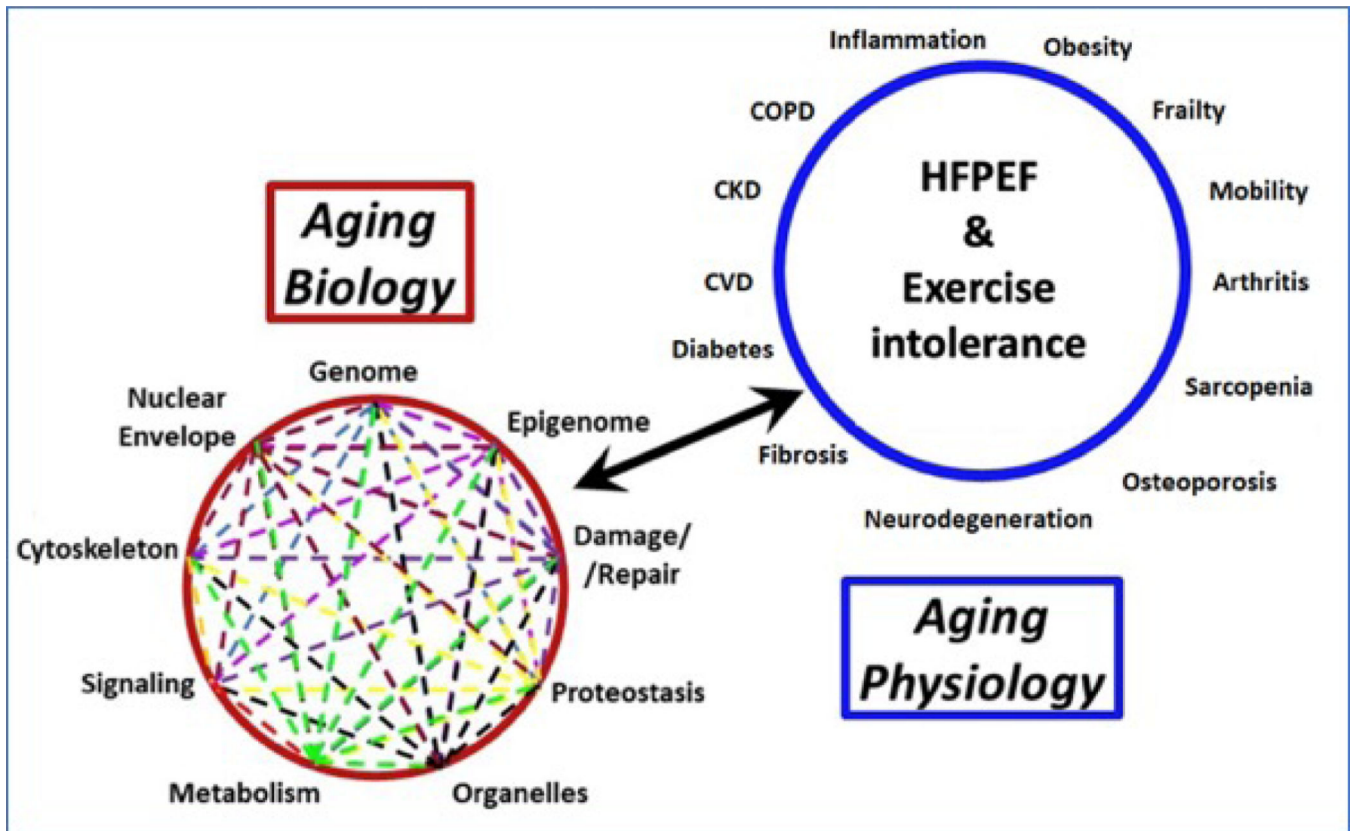 Aging
Biology
Genome
Nuclear
Envelope
Epigenome
Cytoskeleton
Damage/
/Repair
Signaling
Proteostasis
Metabolism
Organelles
Inflammation
Obesity
COPD
Frailty
CKD
Mobility
CVD
Arthritis
Diabetes
Sarcopenia
Fibrosis
Osteoporosis
Neurodegeneration
HFPEF
&
Exercise
intolerance
Aging
Physiology